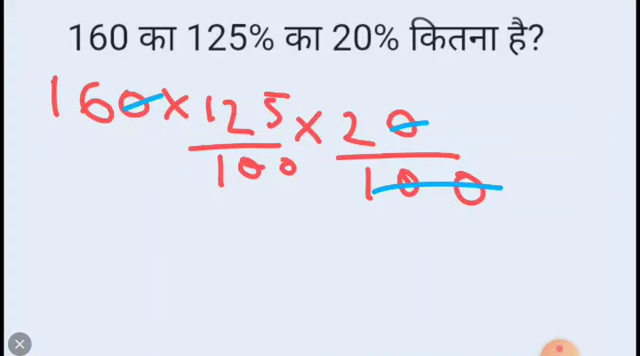 160 का 125% का 20% कितना है?
160 × 125/100 × 20/100